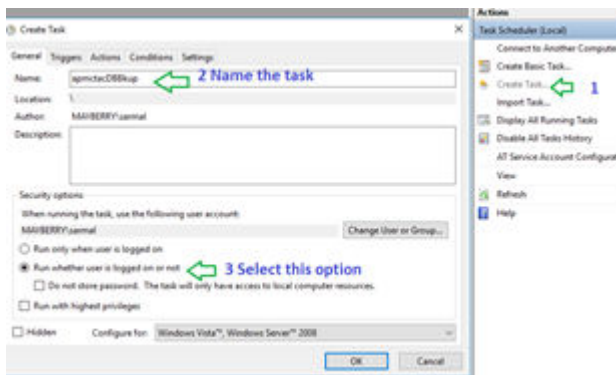 Create Task
General Triggers Actions Conditions Settings
Name: apmctacDBBkup
2 Name the task
Location: \
Author: MAYBERRY\sarmal
Description:
Security options
When running the task, use the following user account:
MAYBERRY\sarmal
Change User or Group...
Run only when user is logged on
Run whether user is logged on or not
3 Select this option
Do not store password. The task will only have access to local computer resources.
Run with highest privileges
Hidden
Configure for: Windows Vista™, Windows Server™ 2008
OK Cancel
Actions
Task Scheduler (Local)
Connect to Another Computer
Create Basic Task...
Create Task...
1
Import Task...
Display All Running Tasks
Disable All Tasks History
AT Service Account Configurat
View
Refresh
Help